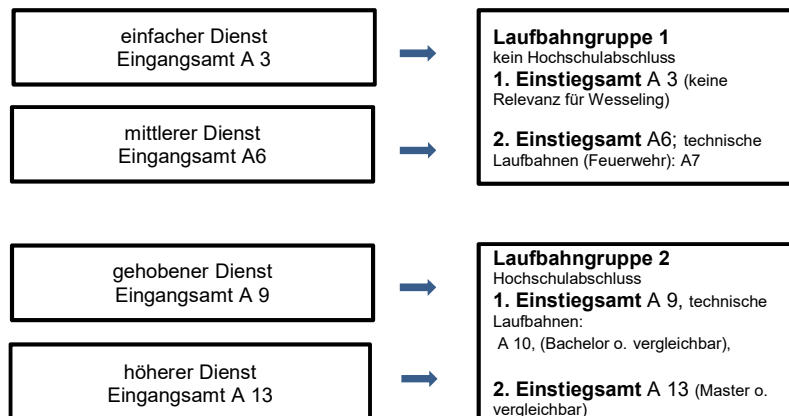 einfacher Dienst
Eingangsamt A 3
mittlerer Dienst
Eingangsamt A6
Laufbahngruppe 1
kein Hochschulabschluss
1. Einstiegsamt A 3 (keine
Relevanz für Wesseling)
2. Einstiegsamt A6; technische
Laufbahnen (Feuerwehr): A7
gehobener Dienst
Eingangsamt A 9
höherer Dienst
Eingangsamt A 13
Laufbahngruppe 2
Hochschulabschluss
1. Einstiegsamt A 9, technische
Laufbahnen:
A 10, (Bachelor o. vergleichbar),
2. Einstiegsamt A 13 (Master o.
vergleichbar)